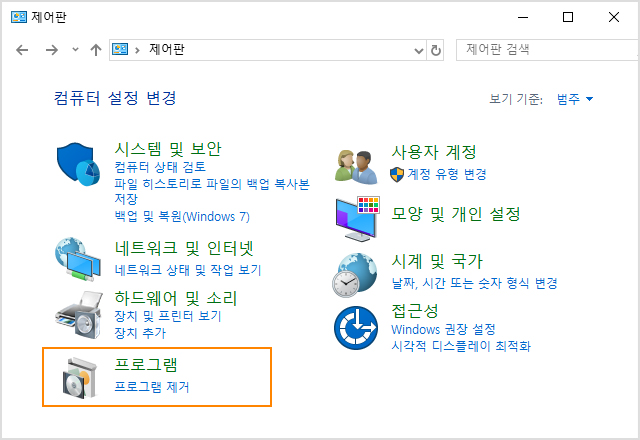 제어판
제어판
제어판 검색
컴퓨터 설정 변경
보기 기준: 범주
시스템 및 보안
컴퓨터 상태 검토
파일 히스토리로 파일의 백업 복사본
저장
백업 및 복원(Windows 7)
네트워크 및 인터넷
네트워크 상태 및 작업 보기
하드웨어 및 소리
장치 및 프린터 보기
장치 추가
프로그램
프로그램 제거
사용자 계정
계정 유형 변경
모양 및 개인 설정
시계 및 국가
날짜, 시간 또는 숫자 형식 변경
접근성
Windows 권장 설정
시각적 디스플레이 최적화